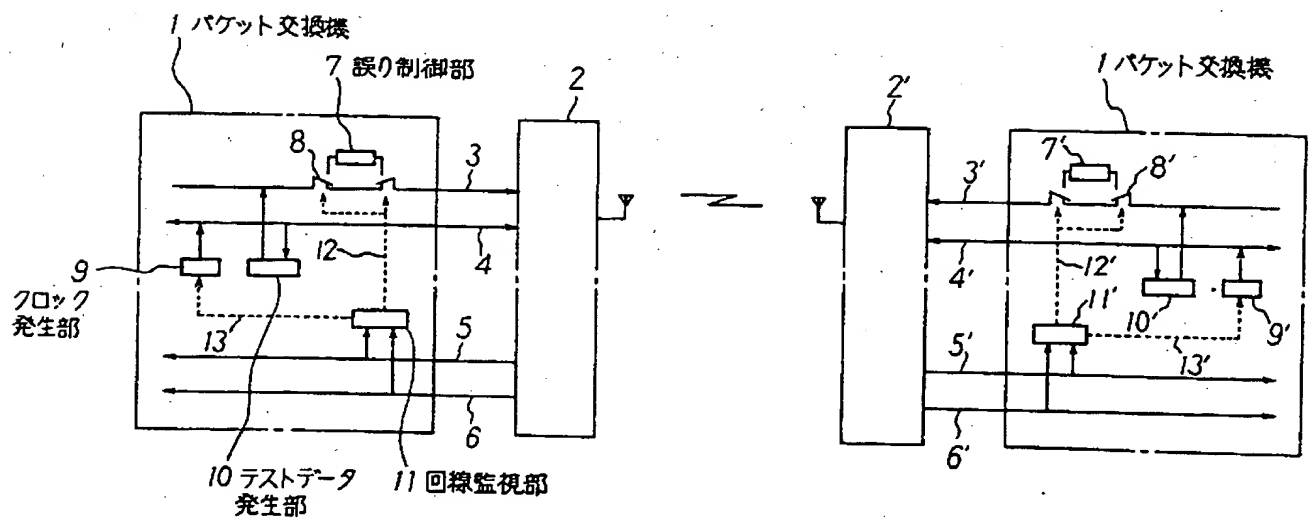 1 パケット交換機
7 誤り制御部
2
8
3
4
12
9
クロック
発生部
13
5
6
10 テストデータ
発生部
11 回線監視部
1 パケット交換機
2'
7'
8'
3'
4'
12'
11'
10'
9'
13'
5'
6'